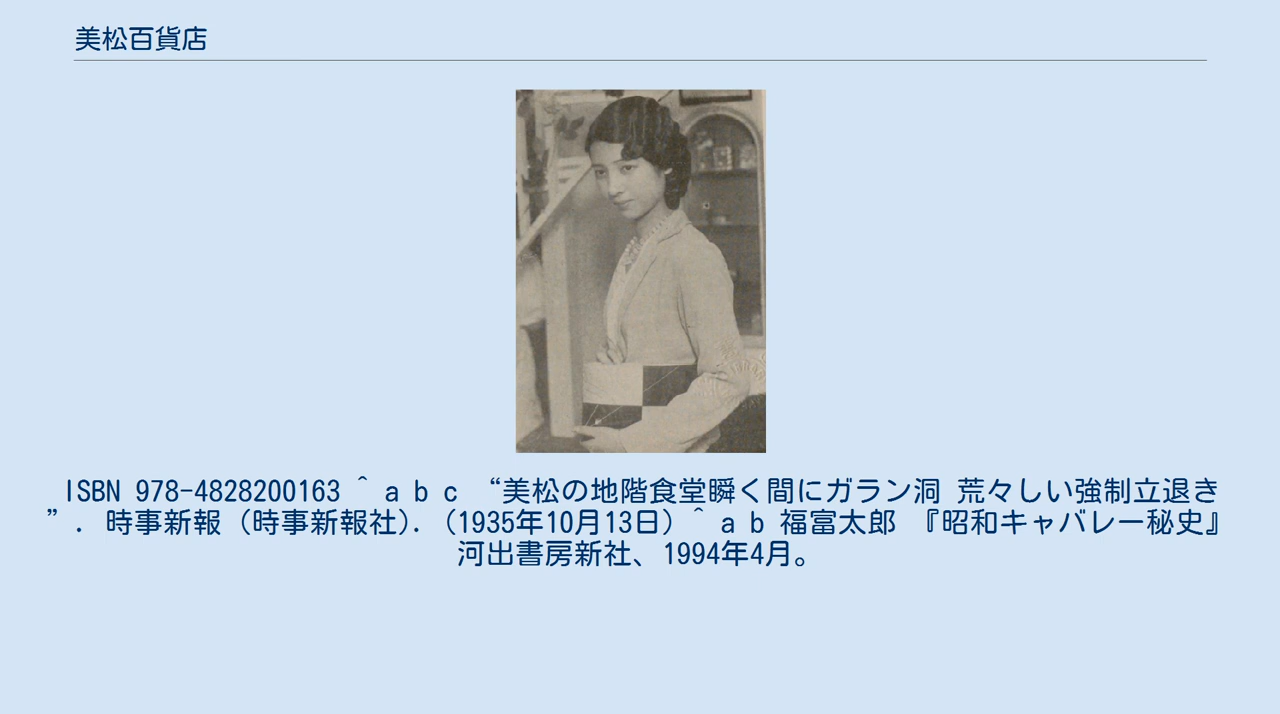 美松百貨店
ISBN 978-4828200163 ^ a b c “美松の地階食堂瞬く間にガラン洞 荒々しい強制立退き
”. 時事新報 (時事新報社). (1935年10月13日) ^ a b 福富太郎 『昭和キャバレー秘史』
河出書房新社、1994年4月。